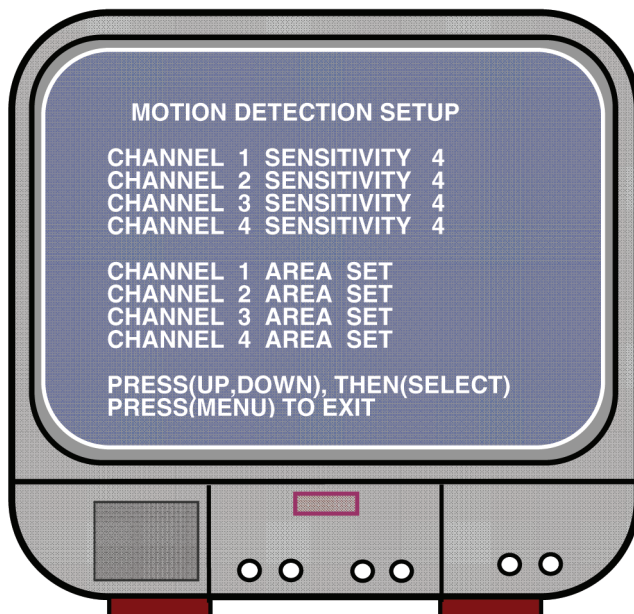 MOTION DETECTION SETUP
CHANNEL 1 SENSITIVITY 4
CHANNEL 2 SENSITIVITY 4
CHANNEL 3 SENSITIVITY 4
CHANNEL 4 SENSITIVITY 4
CHANNEL 1 AREA SET
CHANNEL 2 AREA SET
CHANNEL 3 AREA SET
CHANNEL 4 AREA SET
PRESS(UP,DOWN), THEN(SELECT)
PRESS(MENU) TO EXIT